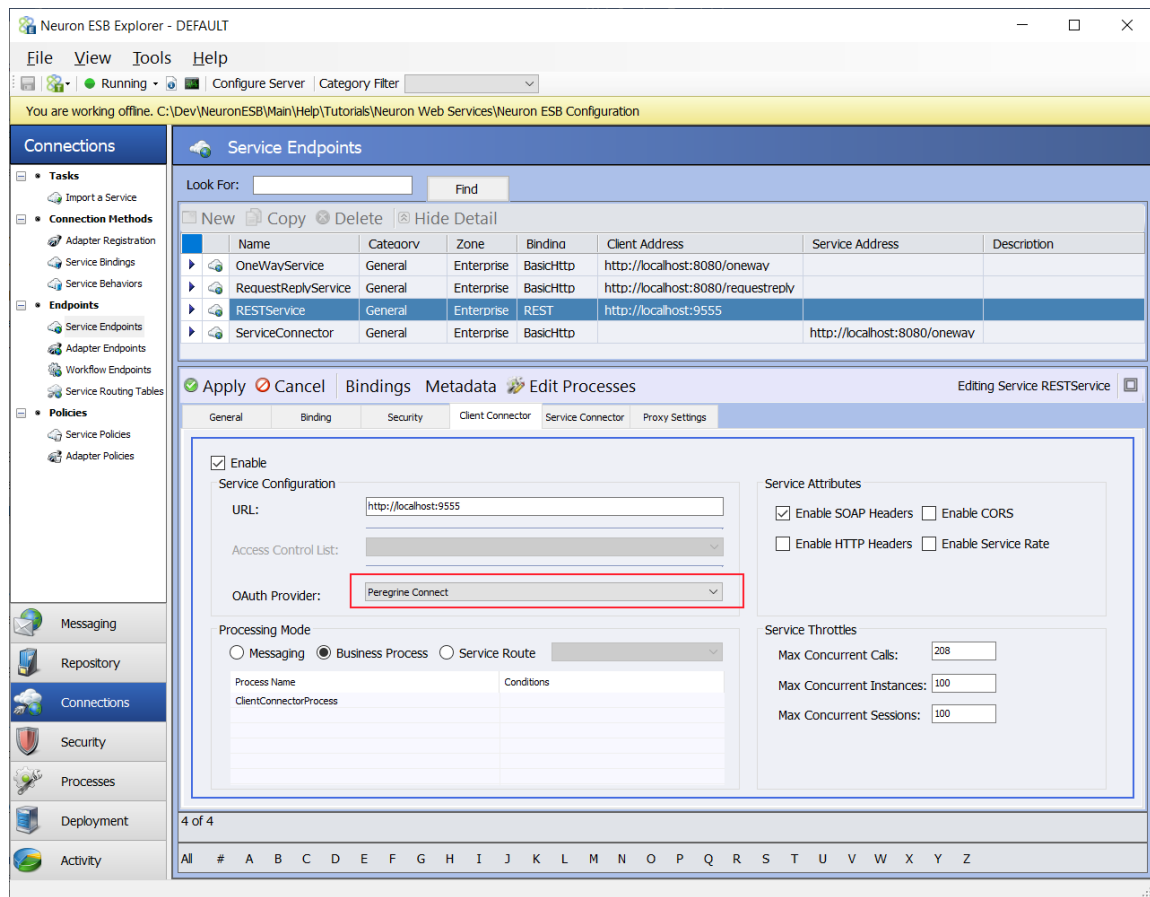 Neuron ESB Explorer - DEFAULT
File View Tools Help
Running Configure Server Category Filter
You are working offline. C:\Dev\NeuronESB\Main\Help\Tutorials\Neuron Web Services\Neuron ESB Configuration
Connections
Tasks
Import a Service
Connection Methods
Adapter Registration
Service Bindings
Service Behaviors
Endpoints
Service Endpoints
Adapter Endpoints
Workflow Endpoints
Service Routing Tables
Policies
Service Policies
Adapter Policies
Messaging
Repository
Connections
Security
Processes
Deployment
Activity
Service Endpoints
Look For: Find
New Copy Delete Hide Detail
Name Category Zone Binding Client Address Service Address Description
OneWayService General Enterprise BasicHttp http://localhost:8080/oneway
RequestReplyService General Enterprise BasicHttp http://localhost:8080/requestreply
RESTService General Enterprise REST http://localhost:9555
ServiceConnector General Enterprise BasicHttp http://localhost:8080/oneway
Apply Cancel Bindings Metadata Edit Processes Editing Service RESTService
General Binding Security Client Connector Service Connector Proxy Settings
Enable
Service Configuration
URL: http://localhost:9555
Access Control List:
OAuth Provider: Peregrine Connect
Service Attributes
Enable SOAP Headers Enable CORS
Enable HTTP Headers Enable Service Rate
Processing Mode
Messaging Business Process Service Route
Process Name Conditions
ClientConnectorProcess
Service Throttles
Max Concurrent Calls: 208
Max Concurrent Instances: 100
Max Concurrent Sessions: 100
4 of 4
All # A B C D E F G H I J K L M N O P Q R S T U V W X Y Z